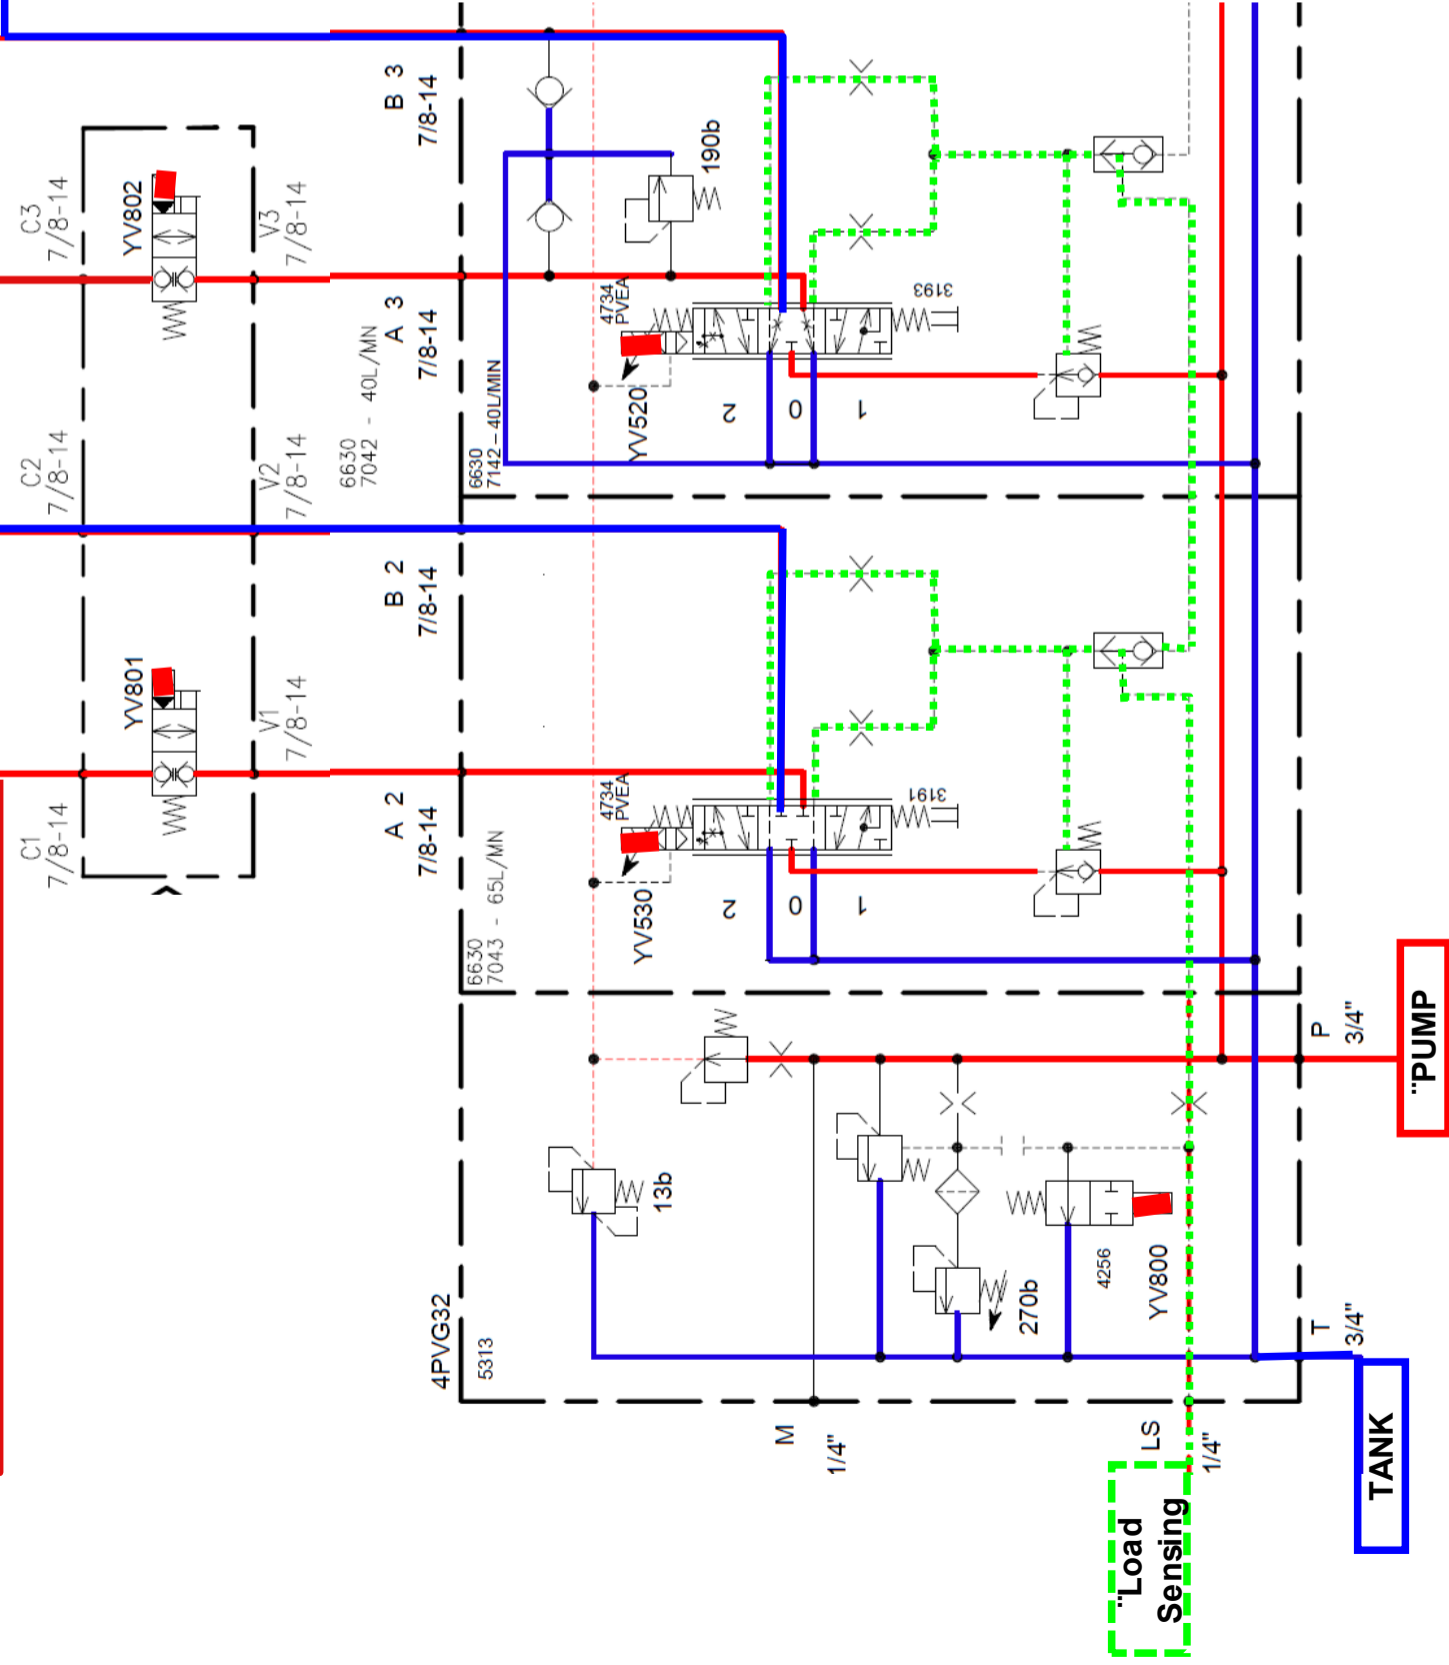 C3
7/8-14
YV802
V3
7/8-14
B 3
7/8-14
190b
C2
7/8-14
V2
7/8-14
6630
7042 - 40L/MN
A 3
7/8-14
6630
7142-40L/MIN
4734
PVEA
YV520
2
0
1
3193
YV801
C1
7/8-14
V1
7/8-14
B 2
7/8-14
A 2
7/8-14
6630
7043 - 65L/MN
4734
PVEA
YV530
2
0
1
3191
4PVG32
5313
13b
270b
4256
YV800
M
1/4"
LS
1/4"
T
3/4"
P
3/4"
¨PUMP
TANK
¨Load
Sensing